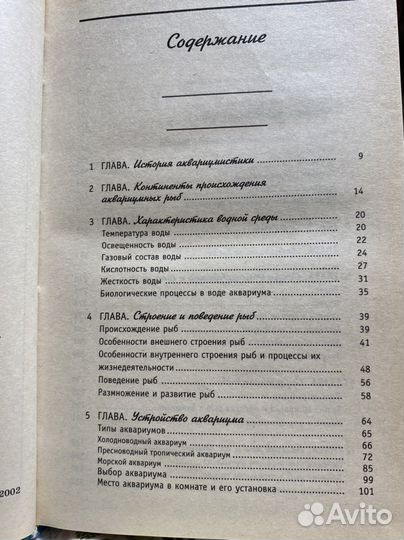 Содержание
1 ГЛАВА. История аквариумистики 9
2 ГЛАВА. Континенты происхождения
аквариумных рыб 14
3 ГЛАВА. Характеристика водной среды 20
Температура воды 20
Освещенность воды 22
Газовый состав воды 24
Кислотность воды 27
Жесткость воды 31
Биологические процессы в воде аквариума 35
4 ГЛАВА. Строение и поведение рыб 39
Происхождение рыб 39
Особенности внешнего строения рыб 41
Особенности внутреннего строения рыб и процессы их
жизнедеятельности 48
Поведение рыб 56
Размножение и развитие рыб 58
5 ГЛАВА. Устройство аквариума 64
Типы аквариумов 65
Холодноводный аквариум 66
Пресноводный тропический аквариум 72
Морской аквариум 85
Выбор аквариума 99
Место аквариума в комнате и его установка 101
2002
Avito